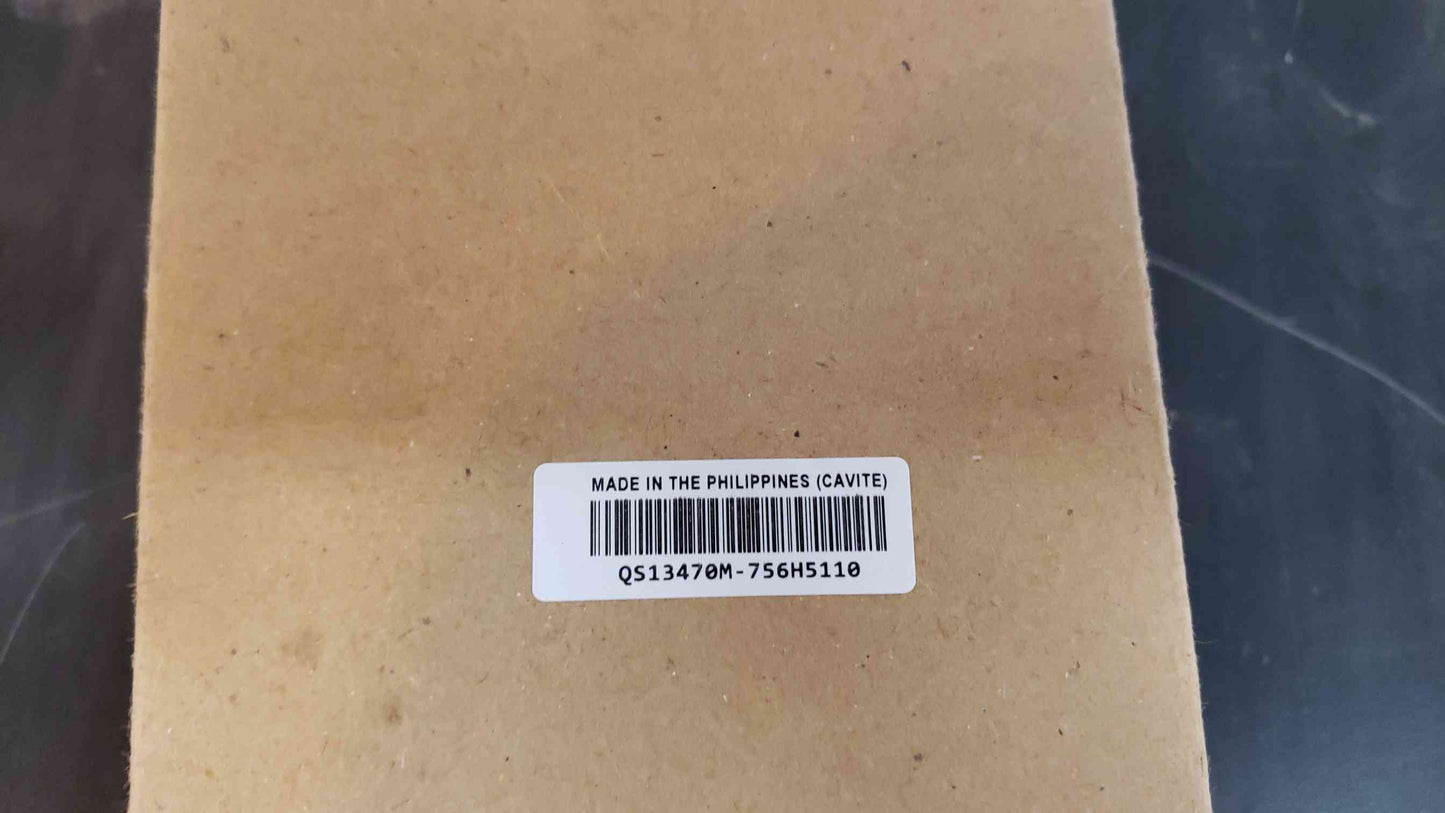 MADE IN THE PHILIPPINES (CAVITE)
QS13470M-756H5110